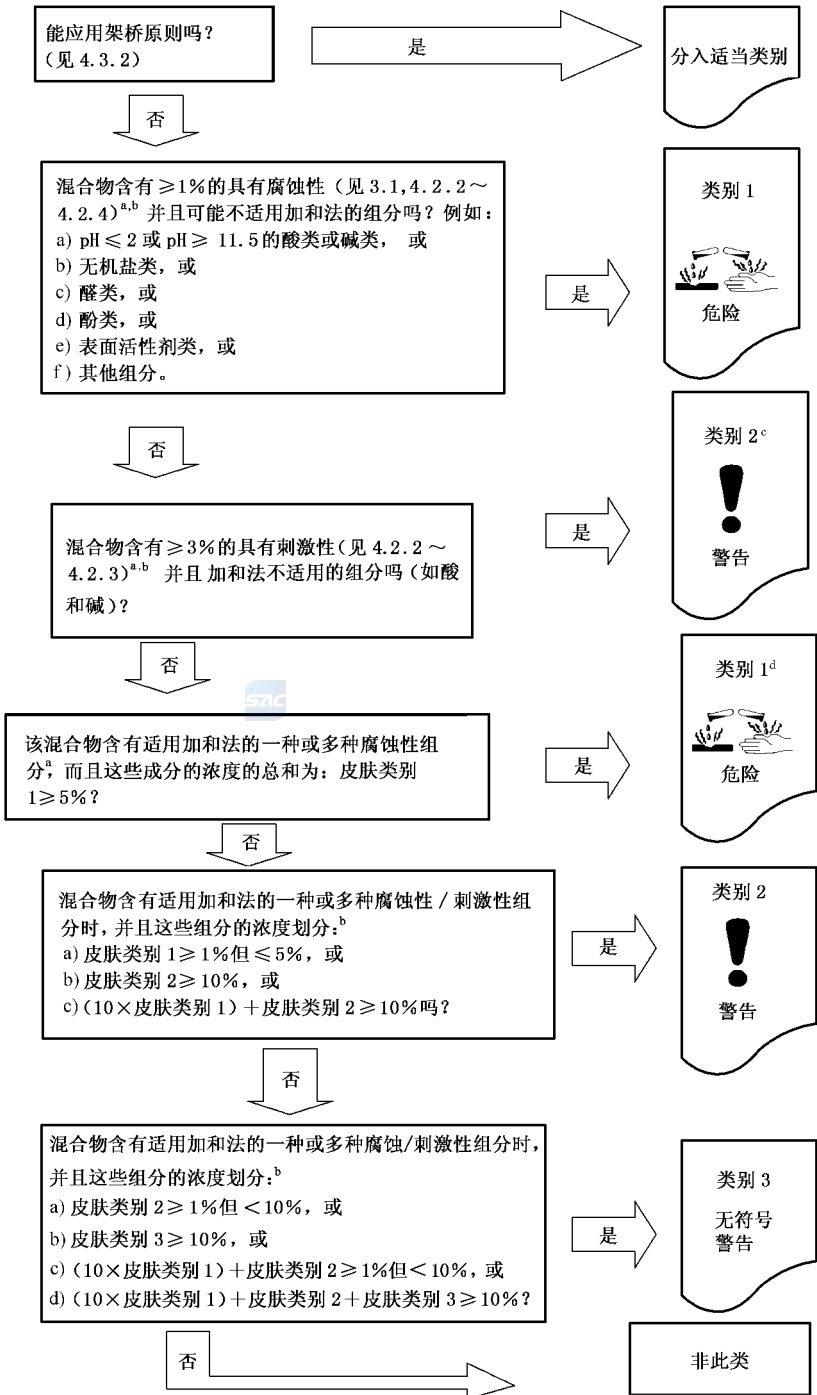 能应用架桥原则吗?
(见 4.3.2)
是
分入适当类别
否
混合物含有≥1%的具有腐蚀性(见3.1,4.2.2~
4.2.4)a,b 并且可能不适用加和法的组分吗?例如:
a) pH≤2或pH≥11.5的酸类或碱类, 或
b) 无机盐类,或
c) 醛类,或
d) 酚类,或
e) 表面活性剂类,或
f) 其他组分。
是
类别 1
危险
否
混合物含有≥3%的具有刺激性(见4.2.2~
4.2.3)a,b 并且加和法不适用的组分吗(如酸
和碱)?
是
类别 2c
警告
否
SAC
该混合物含有适用加和法的一种或多种腐蚀性组
分a,而且这些成分的浓度的总和为:皮肤类别
1≥5%?
是
类别 1d
危险
否
混合物含有适用加和法的一种或多种腐蚀性/刺激性组
分时,并且这些组分的浓度划分:b
a) 皮肤类别 1≥1%但≤5%,或
b) 皮肤类别 2≥10%,或
c) (10×皮肤类别 1)+皮肤类别 2≥10%吗?
是
类别 2
警告
否
混合物含有适用加和法的一种或多种腐蚀/刺激性组分时,
并且这些组分的浓度划分:b
a) 皮肤类别 2≥1%但<10%,或
b) 皮肤类别 3≥10%,或
c) (10×皮肤类别 1)+皮肤类别 2≥1%但<10%,或
d) (10×皮肤类别 1)+皮肤类别 2+皮肤类别 3≥10%?
是
类别 3
无符号
警告
否
非此类